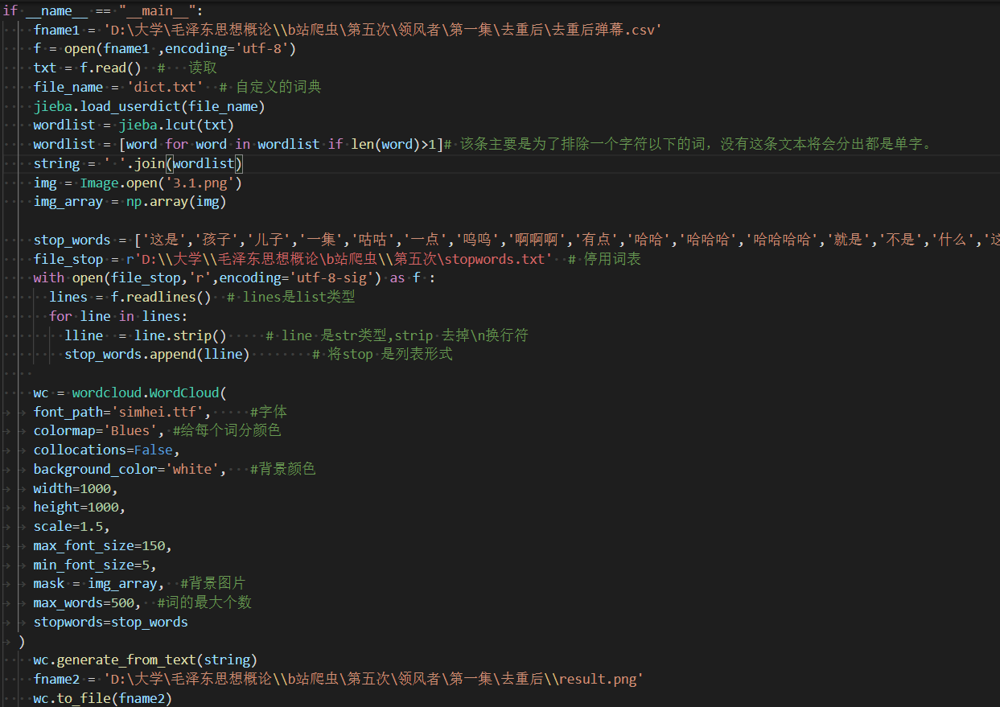 if __name__ == "__main__":
fname1 = 'D:\大学\毛泽东思想概论\\b站爬虫\第五次\领风者\第一集\去重后\去重后弹幕.csv'
f = open(fname1 ,encoding='utf-8')
txt = f.read()  #   读取
file_name = 'dict.txt'  # 自定义的词典
jieba.load_userdict(file_name)
wordlist = jieba.lcut(txt)
wordlist = [word for word in wordlist if len(word)>1]# 该条主要是为了排除一个字符以下的词，没有这条文本将会分出都是单字。
string = ' '.join(wordlist)
img = Image.open('3.1.png')
img_array = np.array(img)
stop_words = ['这是','孩子','儿子','一集','咕咕','一点','呜呜','啊啊啊','有点','哈哈','哈哈哈','哈哈哈哈','就是','不是','什么','这
file_stop = r'D:\\大学\\毛泽东思想概论\b站爬虫\\第五次\stopwords.txt'  # 停用词表
with open(file_stop,'r',encoding='utf-8-sig') as f :
lines = f.readlines()  # lines是list类型
for line in lines:
lline  = line.strip()     # line 是str类型,strip 去掉\n换行符
stop_words.append(lline)        # 将stop 是列表形式
wc = wordcloud.WordCloud(
font_path='simhei.ttf',     #字体
colormap='Blues', #给每个词分颜色
collocations=False,
background_color='white',   #背景颜色
width=1000,
height=1000,
scale=1.5,
max_font_size=150,
min_font_size=5,
mask = img_array,  #背景图片
max_words=500,  #词的最大个数
stopwords=stop_words
)
wc.generate_from_text(string)
fname2 = 'D:\大学\毛泽东思想概论\\b站爬虫\第五次\领风者\第一集\去重后\\result.png'
wc.to_file(fname2)